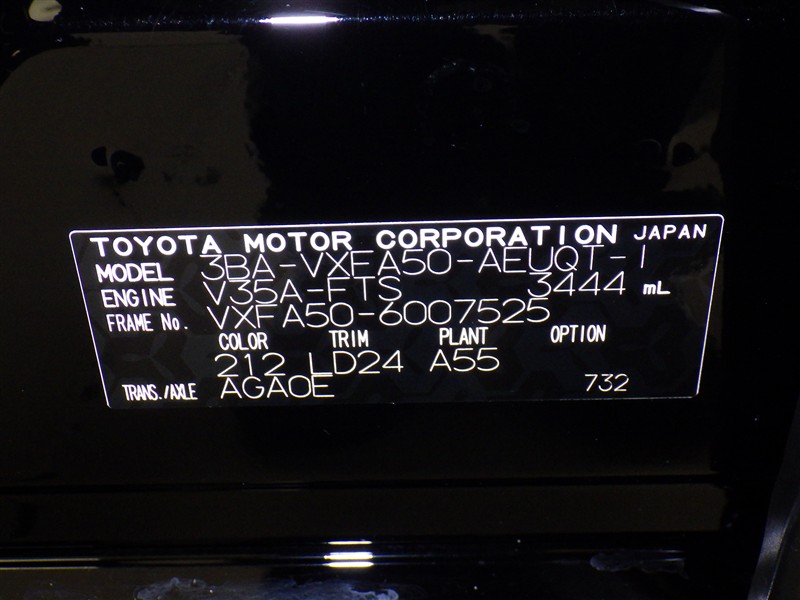 TOYOTA MOTOR CORPORATION JAPAN
MODEL 3BA-VXFA50-AEUQT-1
ENGINE V35A-FTS 3444 mL
FRAME No. VXFA50-6007525
COLOR TRIM PLANT OPTION
212 LD24 A55
TRANS./AXLE AGA0E 732